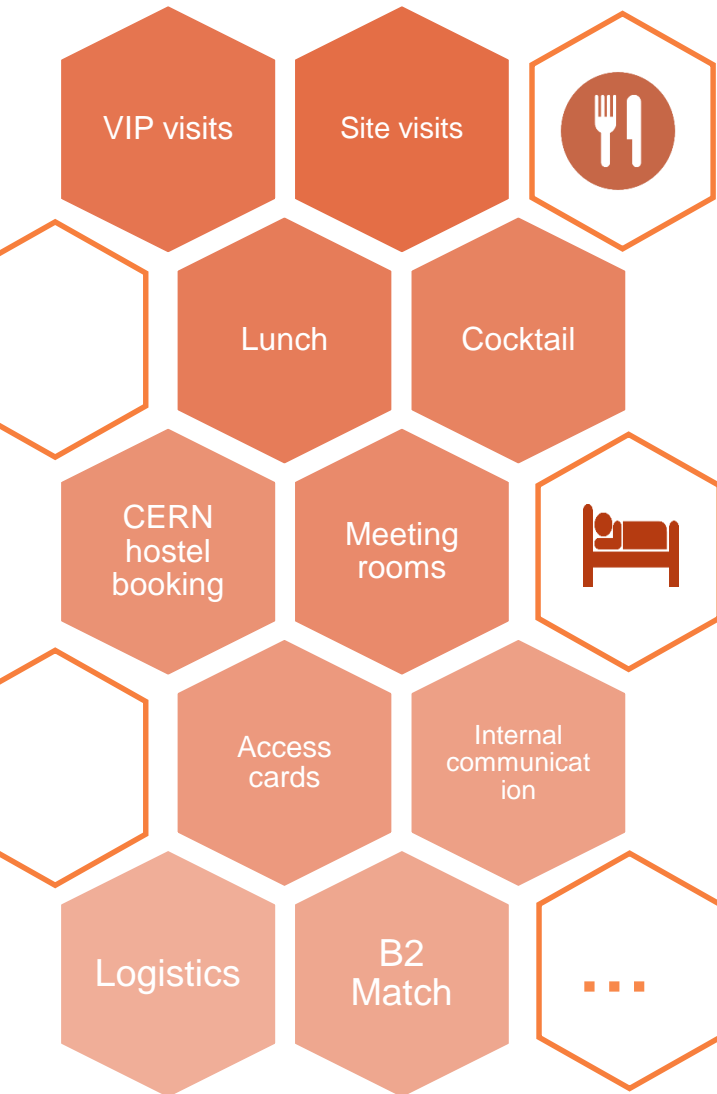 VIP visits
Site visits
Lunch
Cocktail
CERN
hostel
booking
Meeting
rooms
Access
cards
Internal
communicat
ion
Logistics
B2
Match
...